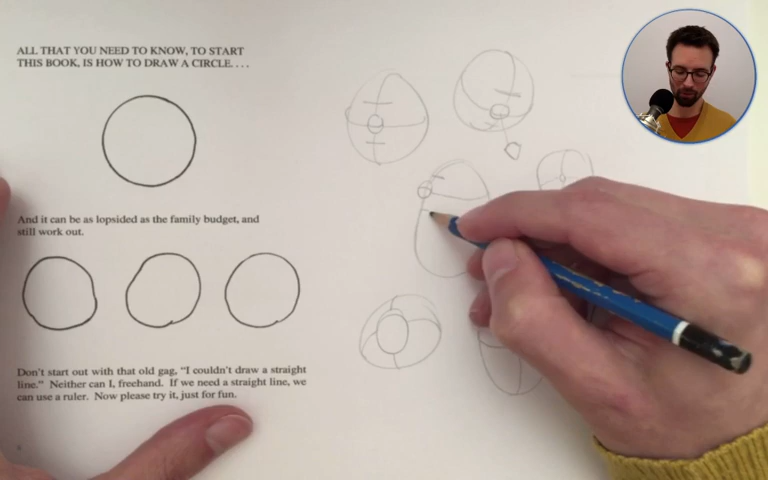 ALL THAT YOU NEED TO KNOW, TO START
THIS BOOK, IS HOW TO DRAW A CIRCLE. . . .
And it can be as lopsided as the family budget, and
still work out.
Don't start out with that old gag, "I couldn't draw a straight
line." Neither can I, freehand. If we need a straight line, we
can use a ruler. Now please try it, just for fun.